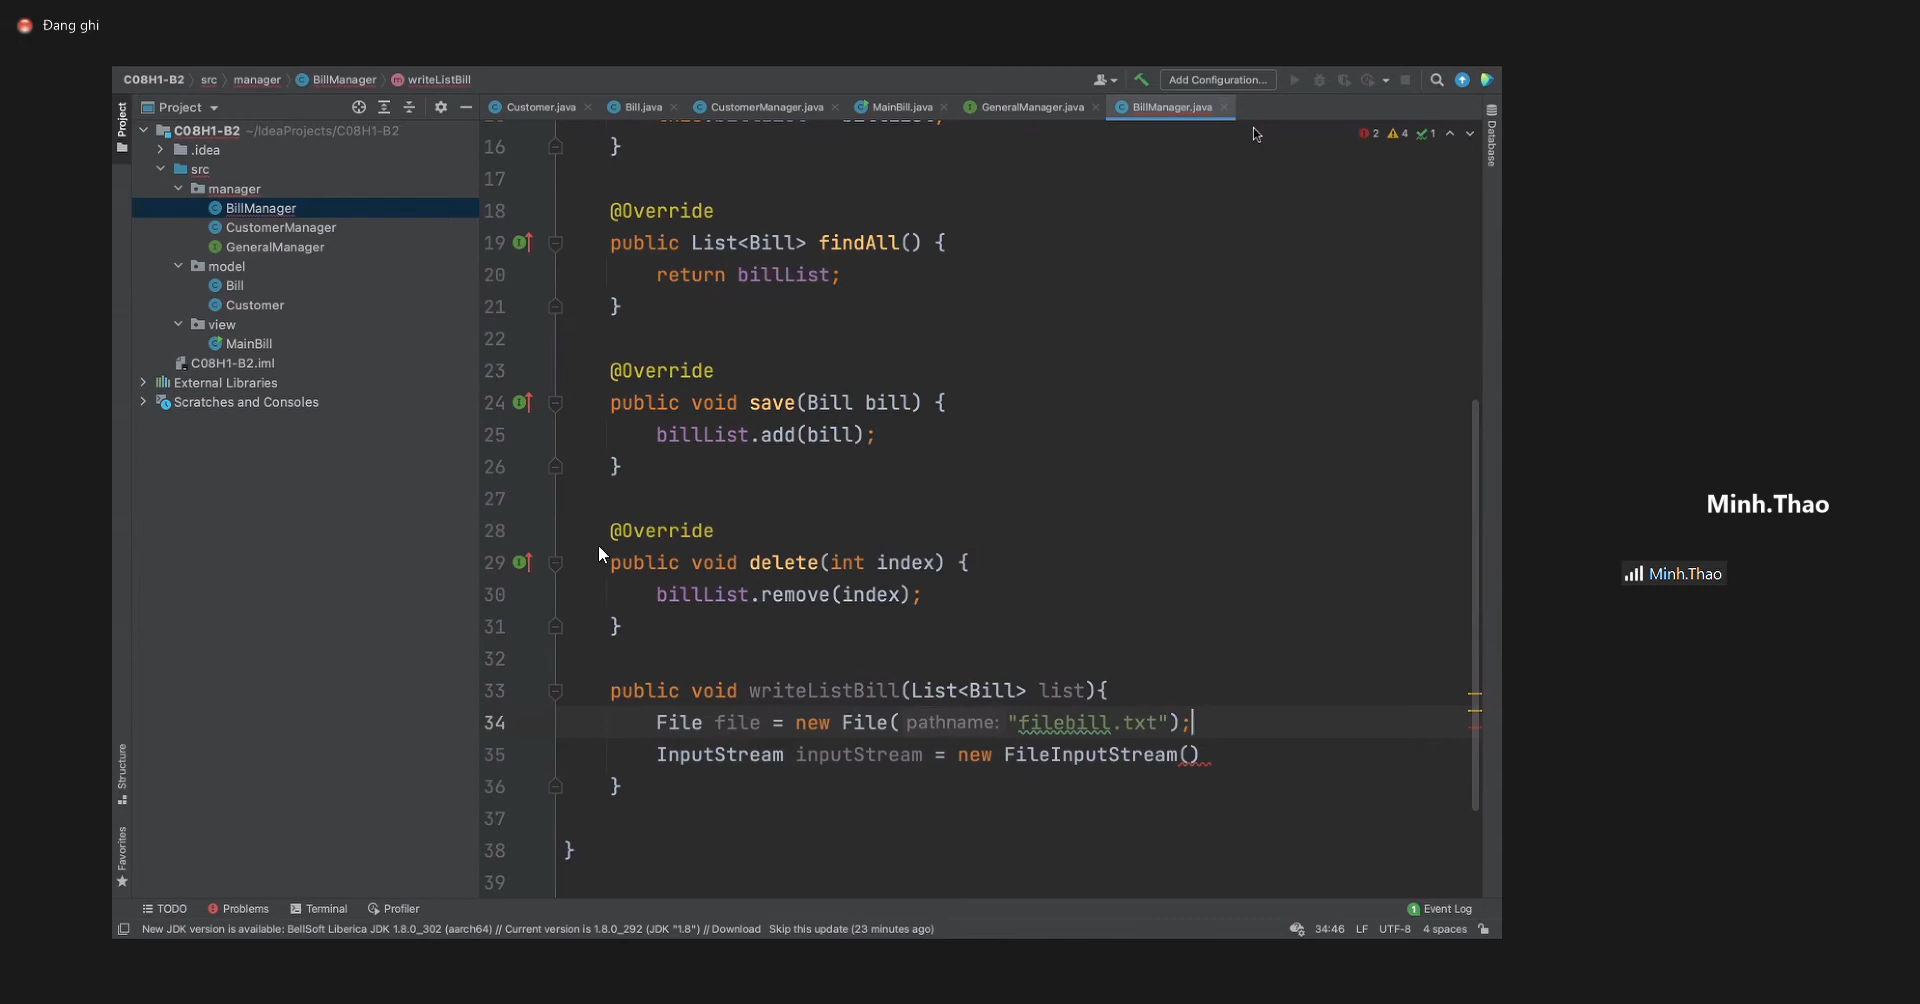 Đang ghi
C08H1-B2 src manager BillManager writeListBill
Add Configuration...
Project
Customer.java Bill.java CustomerManager.java MainBill.java GeneralManager.java BillManager.java
Project
Database
C08H1-B2 ~/IdeaProjects/C08H1-B2
.idea
src
manager
BillManager
CustomerManager
GeneralManager
model
Bill
Customer
view
MainBill
C08H1-B2.iml
External Libraries
Scratches and Consoles
2 4 1
16 }
17
18 @Override
19 public List<Bill> findAll() {
20 return billList;
21 }
22
23 @Override
24 public void save(Bill bill) {
25 billList.add(bill);
26 }
27
28 @Override
29 public void delete(int index) {
30 billList.remove(index);
31 }
32
33 public void writeListBill(List<Bill> list){
34 File file = new File( pathname: "filebill.txt");
35 InputStream inputStream = new FileInputStream()
36 }
37
38 }
39
Structure
Favorites
TODO Problems Terminal Profiler
1 Event Log
New JDK version is available: BellSoft Liberica JDK 1.8.0_302 (aarch64) // Current version is 1.8.0_292 (JDK "1.8") // Download Skip this update (23 minutes ago)
34:46 LF UTF-8 4 spaces
Minh.Thao
Minh.Thao